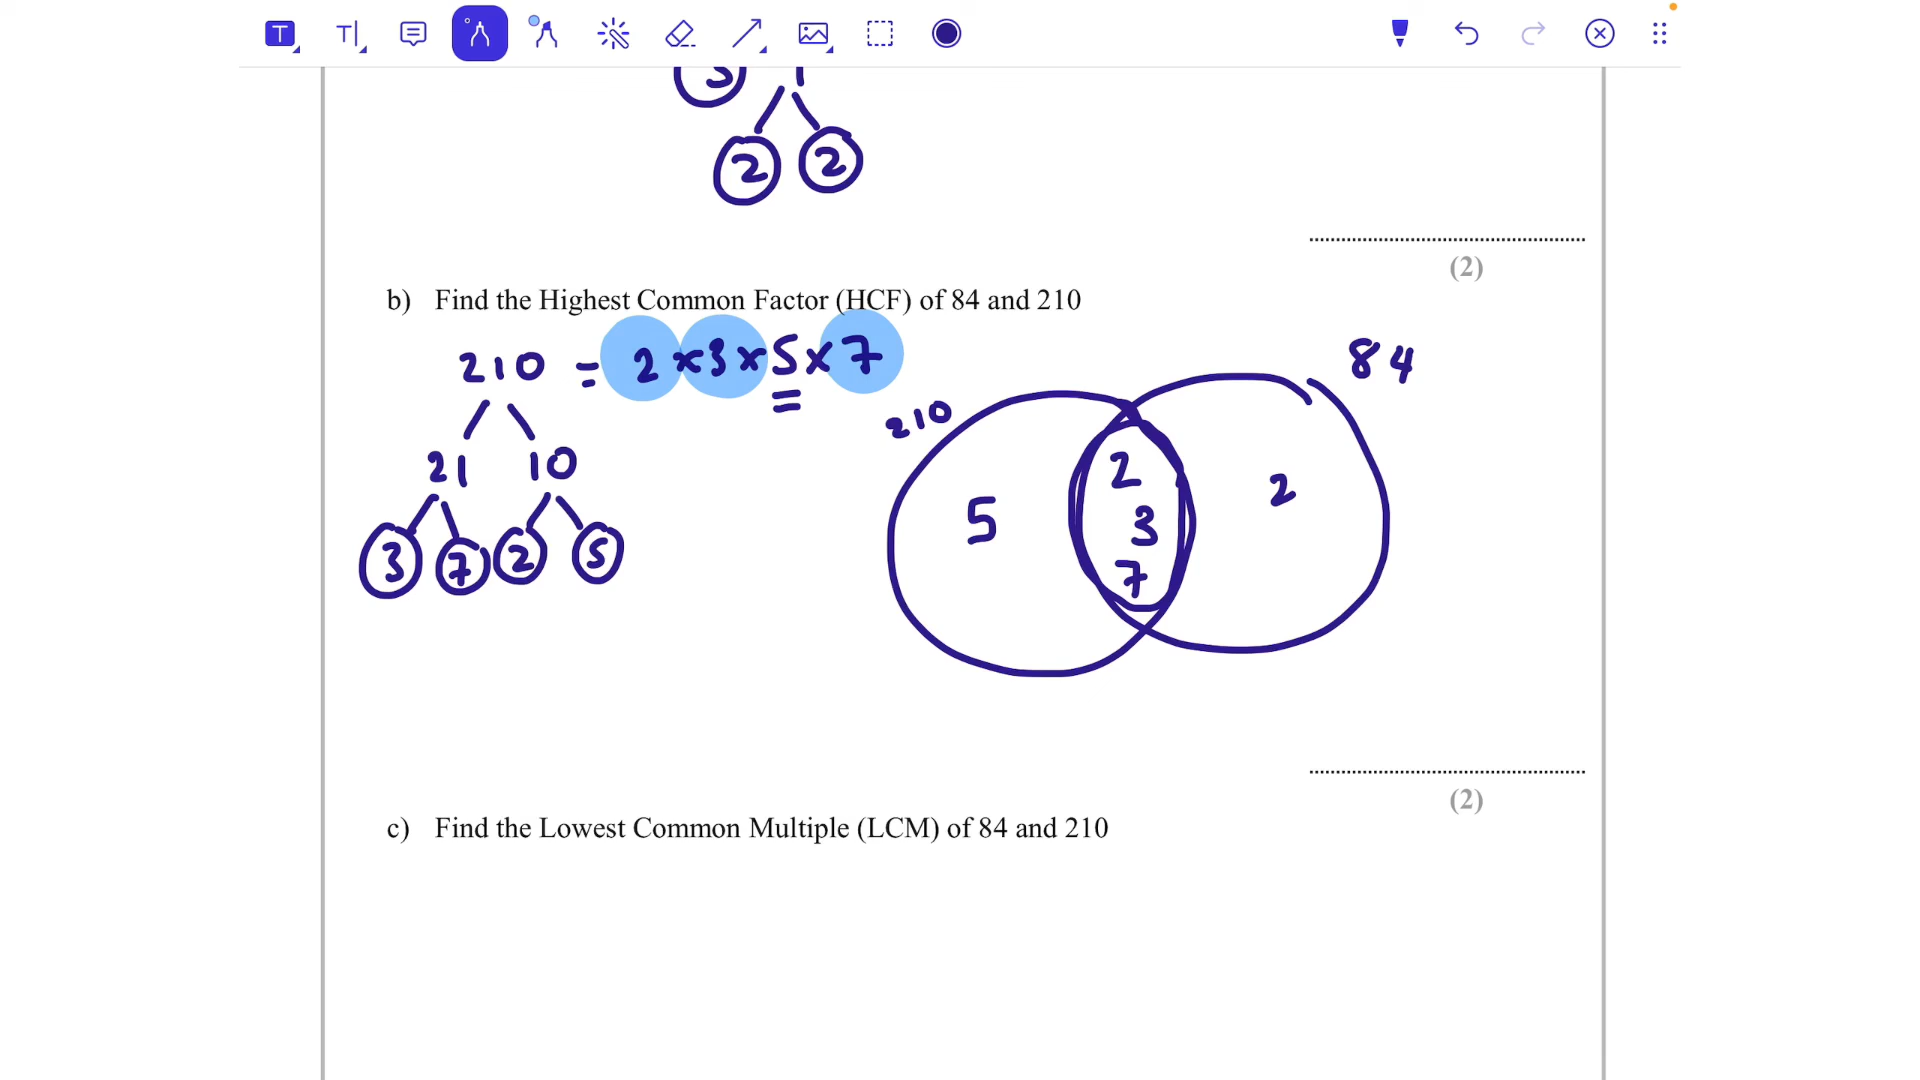 T T
3
2 2
(2)
b) Find the Highest Common Factor (HCF) of 84 and 210
210 = 2 x 3 x 5 x 7
84
210
21 10
3 7 2 5
5 2 3 7 2
(2)
c) Find the Lowest Common Multiple (LCM) of 84 and 210